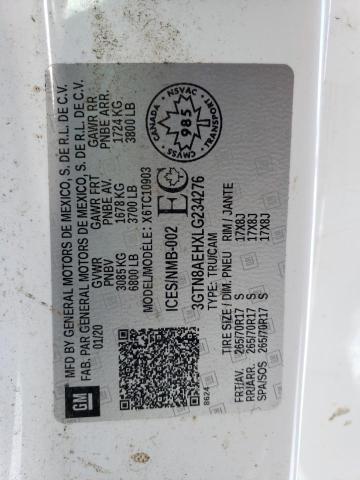 MFD BY GENERAL MOTORS DE MEXICO, S. DE R.L. DE C.V.
FAB. PAR GENERAL MOTORS DE MEXICO, S. DE R.L. DE C.V.
01/20 GVWR PNBV GAWR FRT PNBE AV. GAWR RR PNBE ARR.
3085 KG 1678 KG 1724 KG
6800 LB 3700 LB 3800 LB
MODEL/MODÈLE: X6TC10903
ICES/NMB-002
EC
CANADA NSVAC TRANSPORT CMVSS
985
3GTN8AEHXLG234276
TYPE: TRU/CAM
TIRE SIZE / DIM. PNEU RIM / JANTE
FRT/AV. 265/70R17 S 17X8J
RR/ARR. 265/70R17 S 17X8J
SPA/SOS 265/70R17 S 17X8J
GM
8624